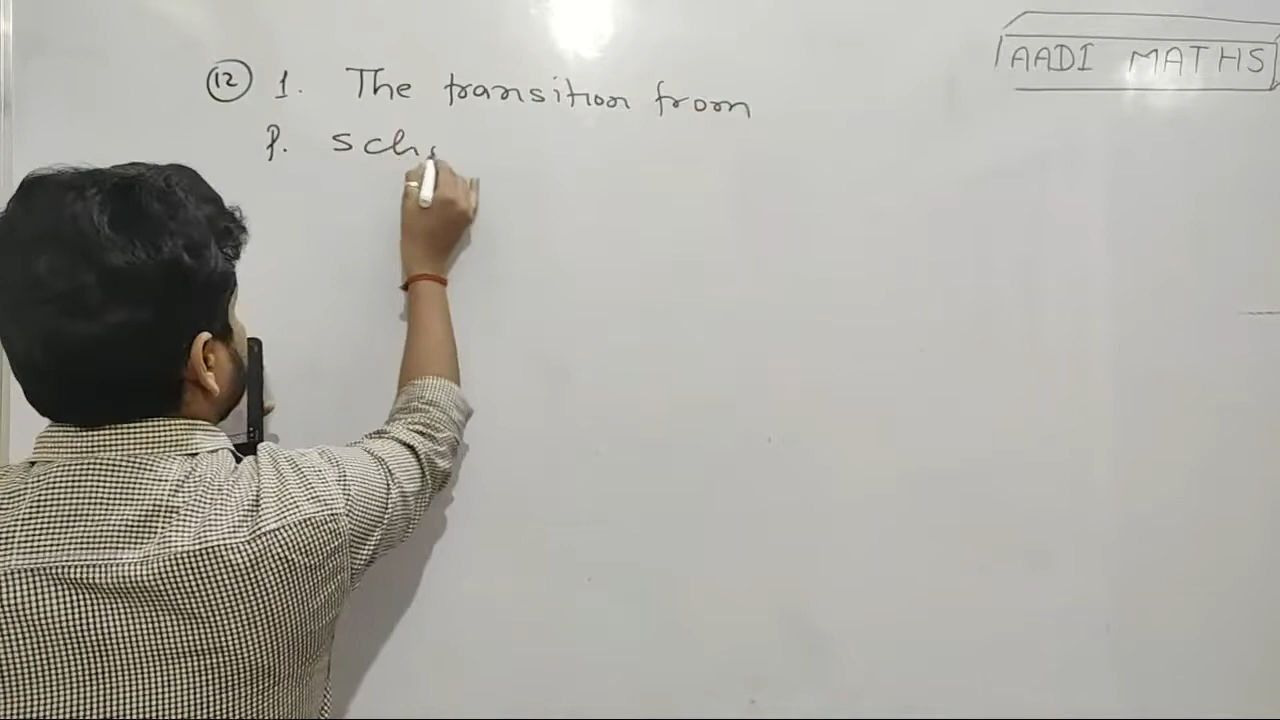 (12) 1. The transition from
P. sch
AADI MATHS